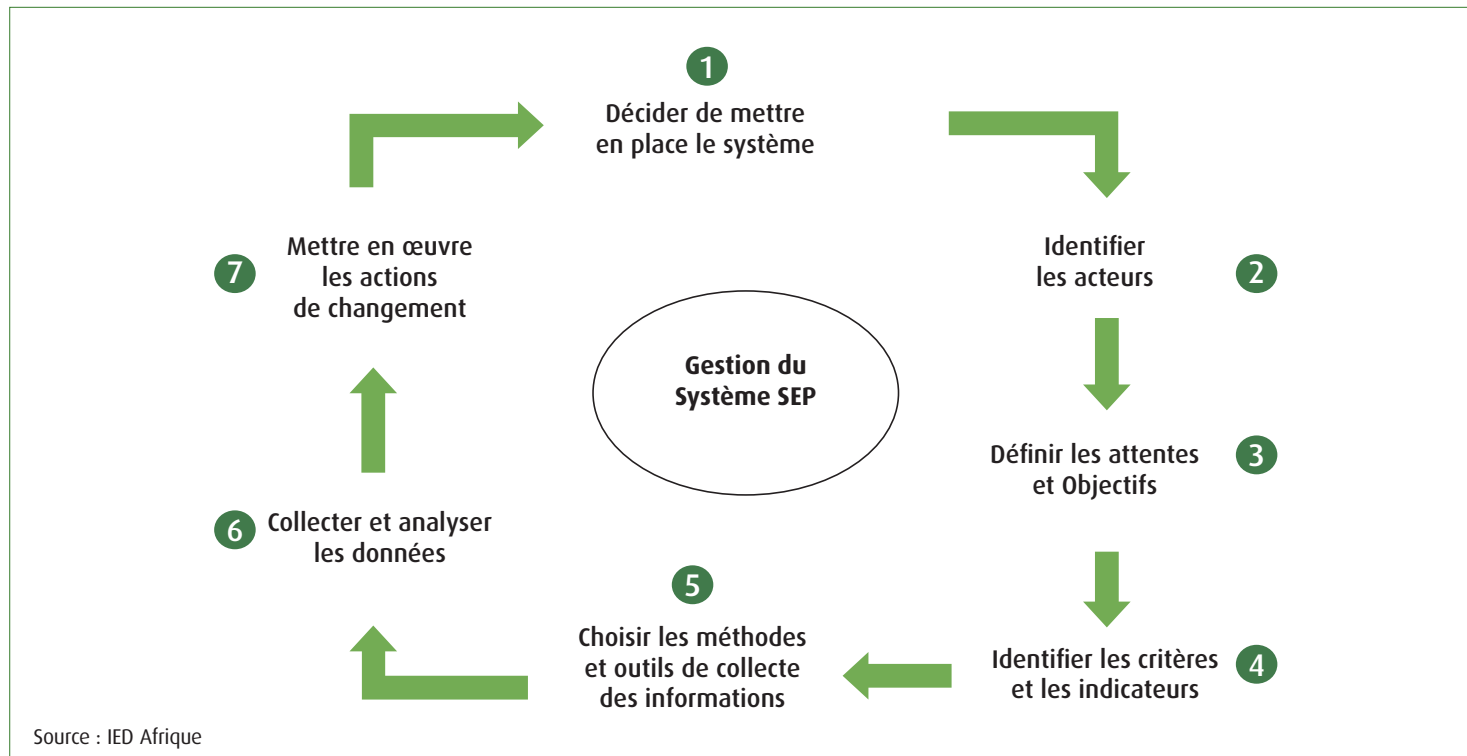 1
Décider de mettre
en place le système
2
Identifier
les acteurs
3
Définir les attentes
et Objectifs
4
Identifier les critères
et les indicateurs
5
Choisir les méthodes
et outils de collecte
des informations
6
Collecter et analyser
les données
7
Mettre en œuvre
les actions
de changement
Gestion du
Système SEP
Source : IED Afrique